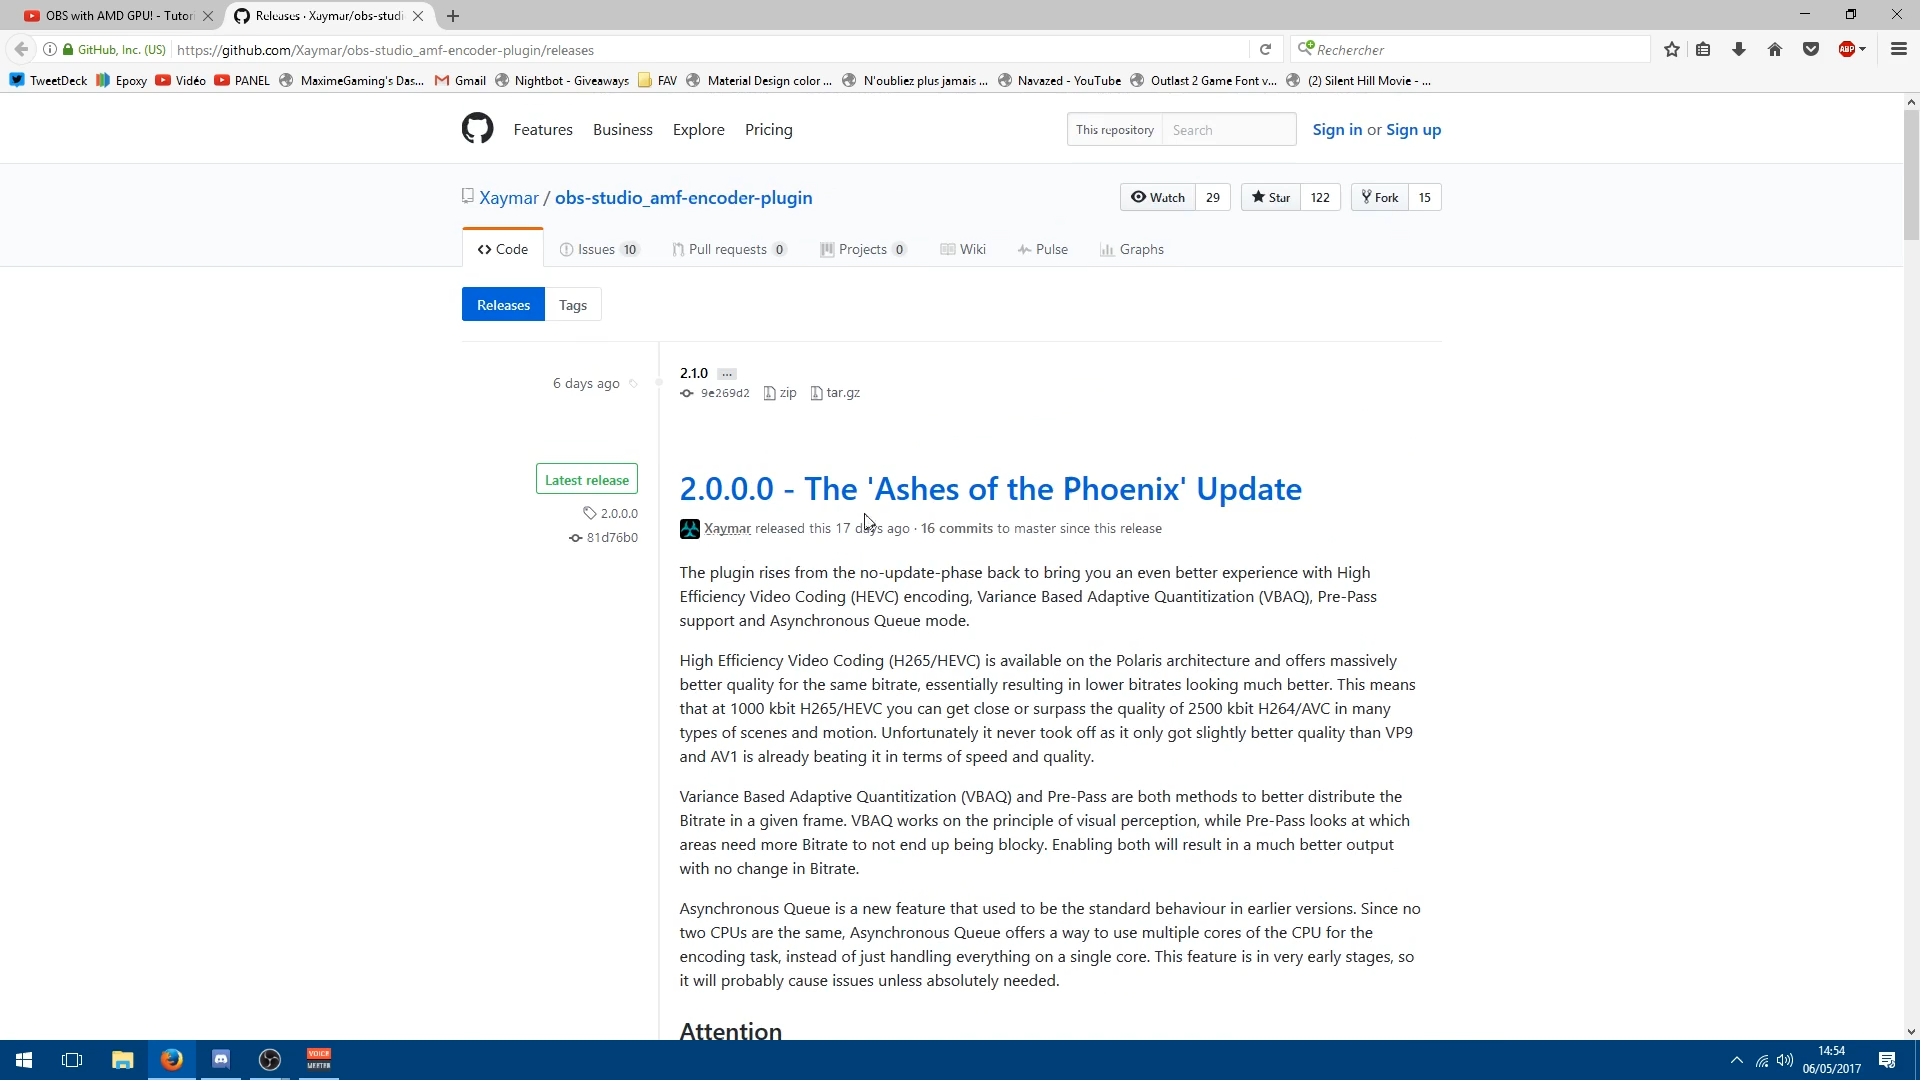 OBS with AMD GPU! - Tutori
Releases · Xaymar/obs-studi
GitHub, Inc. (US)
https://github.com/Xaymar/obs-studio_amf-encoder-plugin/releases
Rechercher
ABP
TweetDeck
Epoxy
Vidéo
PANEL
MaximeGaming's Das...
Gmail
Nightbot - Giveaways
FAV
Material Design color ...
N'oubliez plus jamais ...
Navazed - YouTube
Outlast 2 Game Font v...
(2) Silent Hill Movie - ...
Features
Business
Explore
Pricing
This repository
Search
Sign in or Sign up
Xaymar / obs-studio_amf-encoder-plugin
Watch 29
Star 122
Fork 15
Code
Issues 10
Pull requests 0
Projects 0
Wiki
Pulse
Graphs
Releases
Tags
6 days ago
2.1.0 ...
9e269d2 zip tar.gz
Latest release
2.0.0.0
81d76b0
2.0.0.0 - The 'Ashes of the Phoenix' Update
Xaymar released this 17 days ago · 16 commits to master since this release
The plugin rises from the no-update-phase back to bring you an even better experience with High
Efficiency Video Coding (HEVC) encoding, Variance Based Adaptive Quantitization (VBAQ), Pre-Pass
support and Asynchronous Queue mode.
High Efficiency Video Coding (H265/HEVC) is available on the Polaris architecture and offers massively
better quality for the same bitrate, essentially resulting in lower bitrates looking much better. This means
that at 1000 kbit H265/HEVC you can get close or surpass the quality of 2500 kbit H264/AVC in many
types of scenes and motion. Unfortunately it never took off as it only got slightly better quality than VP9
and AV1 is already beating it in terms of speed and quality.
Variance Based Adaptive Quantitization (VBAQ) and Pre-Pass are both methods to better distribute the
Bitrate in a given frame. VBAQ works on the principle of visual perception, while Pre-Pass looks at which
areas need more Bitrate to not end up being blocky. Enabling both will result in a much better output
with no change in Bitrate.
Asynchronous Queue is a new feature that used to be the standard behaviour in earlier versions. Since no
two CPUs are the same, Asynchronous Queue offers a way to use multiple cores of the CPU for the
encoding task, instead of just handling everything on a single core. This feature is in very early stages, so
it will probably cause issues unless absolutely needed.
Attention
VOICE
MEETER
14:54
06/05/2017